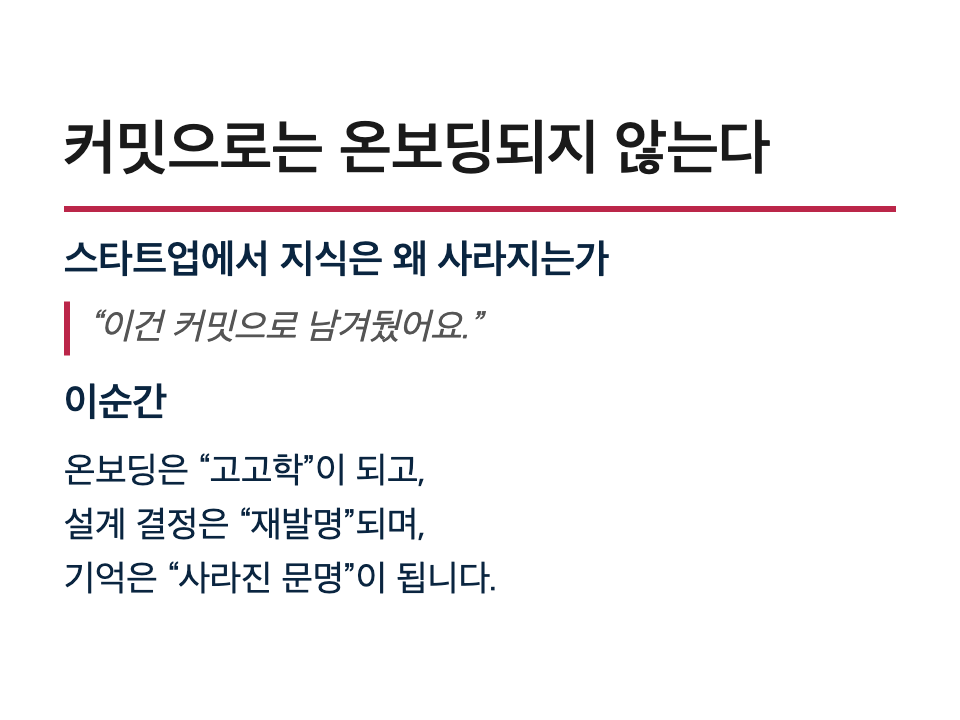 커밋으로는 온보딩되지 않는다
스타트업에서 지식은 왜 사라지는가
“이건 커밋으로 남겨뒀어요.”
이순간
온보딩은 “고고학”이 되고,
설계 결정은 “재발명”되며,
기억은 “사라진 문명”이 됩니다.